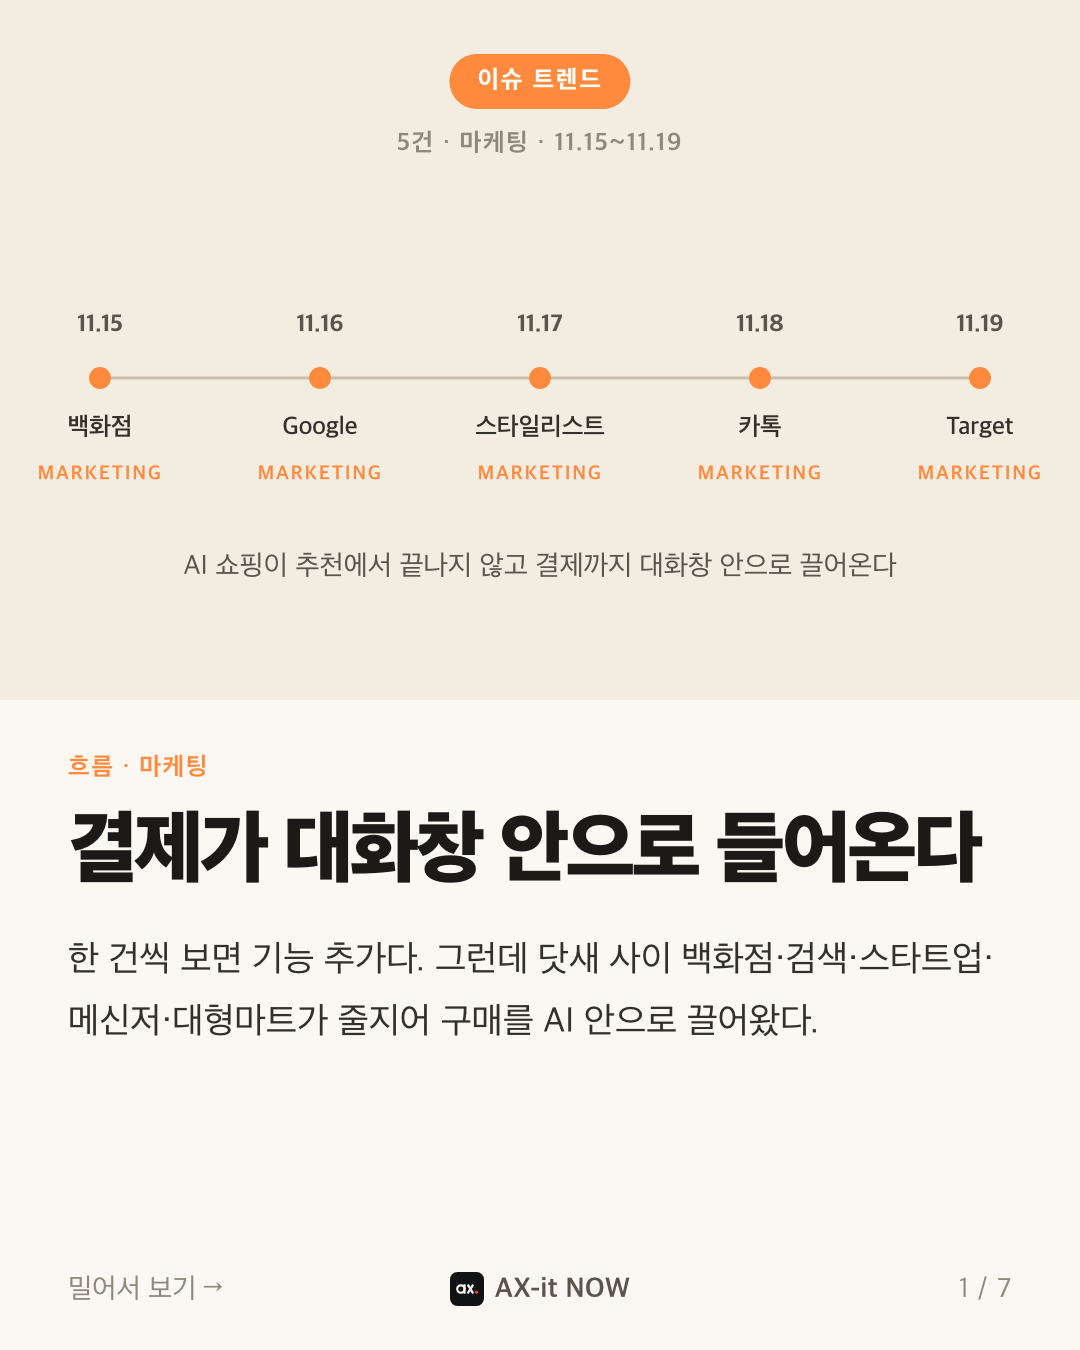 이슈 트렌드
5건 · 마케팅 · 11.15~11.19
11.15 11.16 11.17 11.18 11.19
백화점 Google 스타일리스트 카톡 Target
MARKETING MARKETING MARKETING MARKETING MARKETING
AI 쇼핑이 추천에서 끝나지 않고 결제까지 대화창 안으로 끌어온다
흐름 · 마케팅
결제가 대화창 안으로 들어온다
한 건씩 보면 기능 추가다. 그런데 닷새 사이 백화점·검색·스타트업·
메신저·대형마트가 줄지어 구매를 AI 안으로 끌어왔다.
밀어서 보기 → ax. AX-it NOW 1 / 7